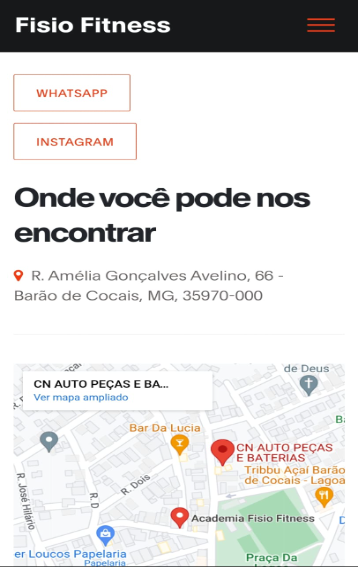 Fisio Fitness
WHATSAPP
INSTAGRAM
Onde você pode nos
encontrar
R. Amélia Gonçalves Avelino, 66 -
Barão de Cocais, MG, 35970-000
de Deus
CN AUTO PEÇAS E BA...
Ver mapa ampliado
Bar Da Lucia
CN AUTO PEÇAS
E BATERIAS
Tribbu Açaí Barão
de Cocais - Lagoa
R. Dois
R. José Hilário
R. D
Academia Fisio Fitness
er Loucos Papelaria
Papelaria
Praça Da